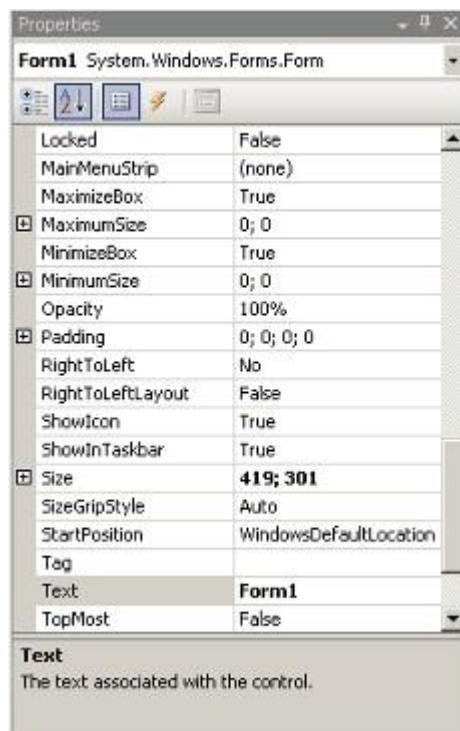 Properties
Form1 System.Windows.Forms.Form
Locked False
MainMenuStrip (none)
MaximizeBox True
MaximumSize 0; 0
MinimizeBox True
MinimumSize 0; 0
Opacity 100%
Padding 0; 0; 0; 0
RightToLeft No
RightToLeftLayout False
ShowIcon True
ShowInTaskbar True
Size 419; 301
SizeGripStyle Auto
StartPosition WindowsDefaultLocation
Tag
Text Form1
TopMost False
Text
The text associated with the control.